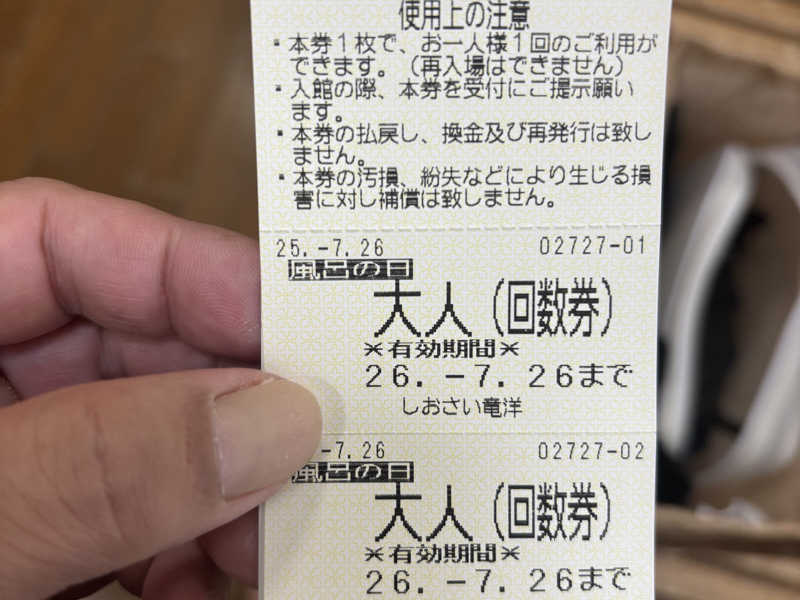 使用上の注意
・本券1枚で、お一人様1回のご利用が
できます。（再入場はできません）
・入館の際、本券を受付にご提示願い
ます。
・本券の払戻し、換金及び再発行は致し
ません。
・本券の汚損、紛失などにより生じる損
害に対し補償は致しません。
25.-7.26 02727-01
風呂の日
大人（回数券）
＊有効期間＊
26.-7.26まで
しおさい竜洋
-7.26 02727-02
風呂の日
大人（回数券）
＊有効期間＊
26.-7.26まで